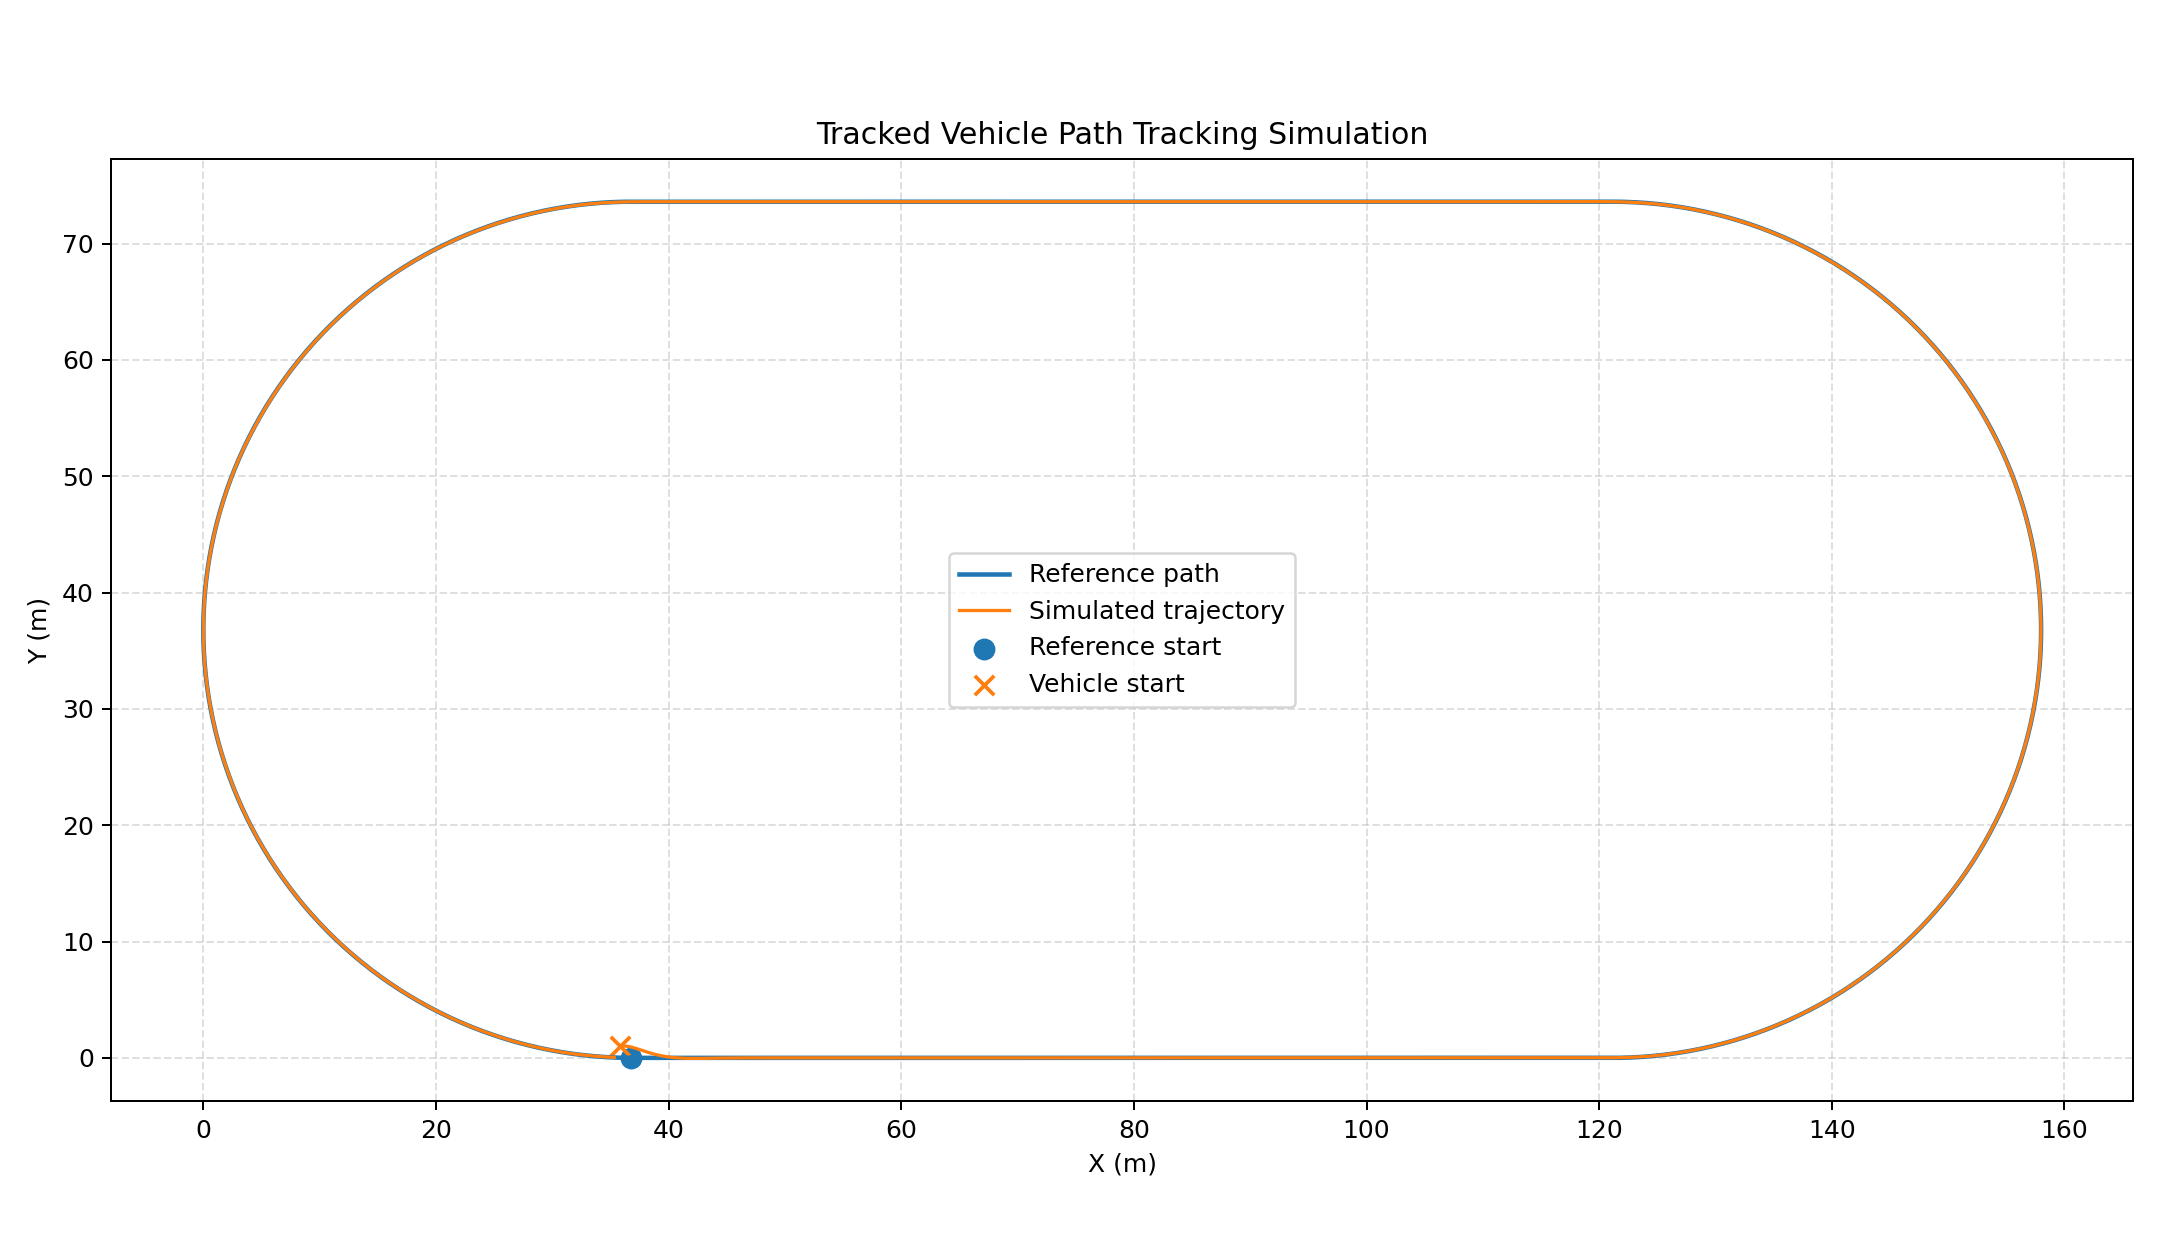 Tracked Vehicle Path Tracking Simulation
70
60
50
40
30
20
10
0
Y (m)
Reference path
Simulated trajectory
Reference start
Vehicle start
0 20 40 60 80 100 120 140 160
X (m)